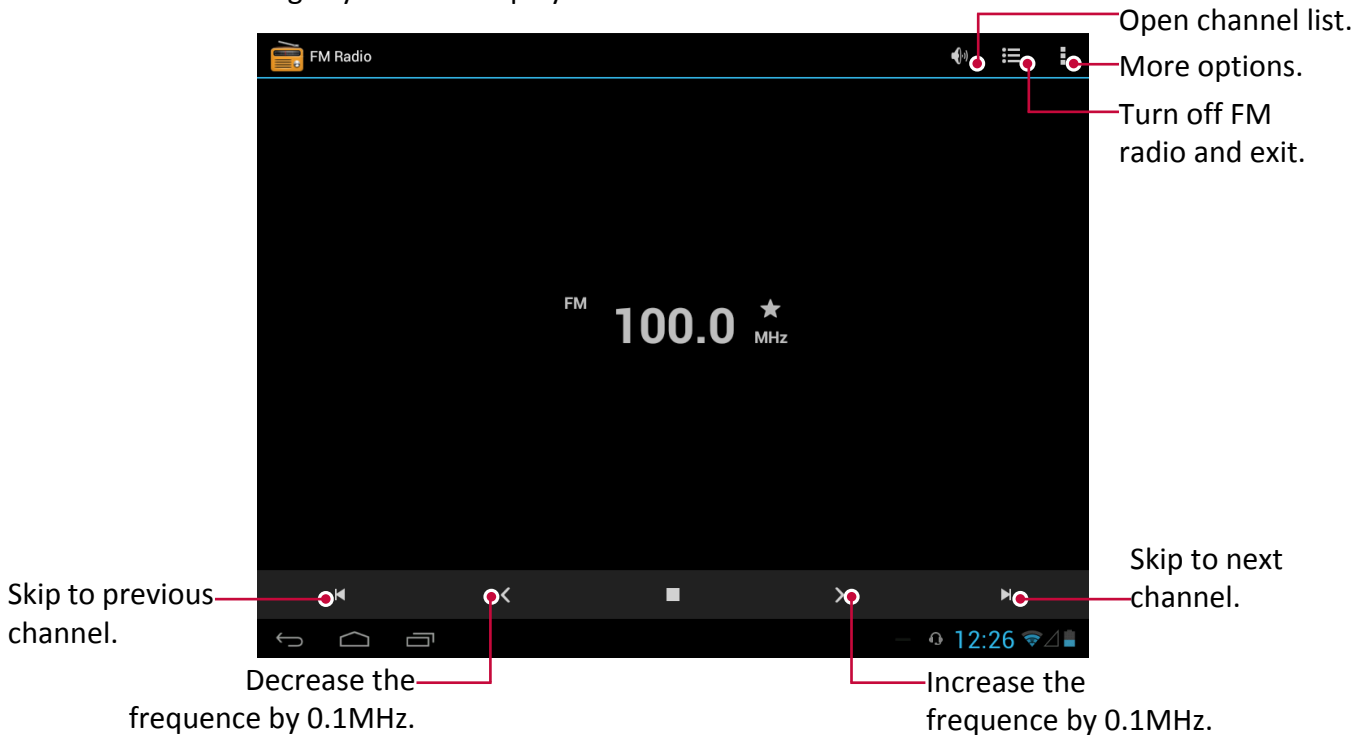 Open channel list.
FM Radio
More options.
Turn off FM
radio and exit.
FM
100.0
MHz
Skip to next
channel.
Skip to previous
channel.
12:26
Decrease the
frequence by 0.1MHz.
Increase the
frequence by 0.1MHz.